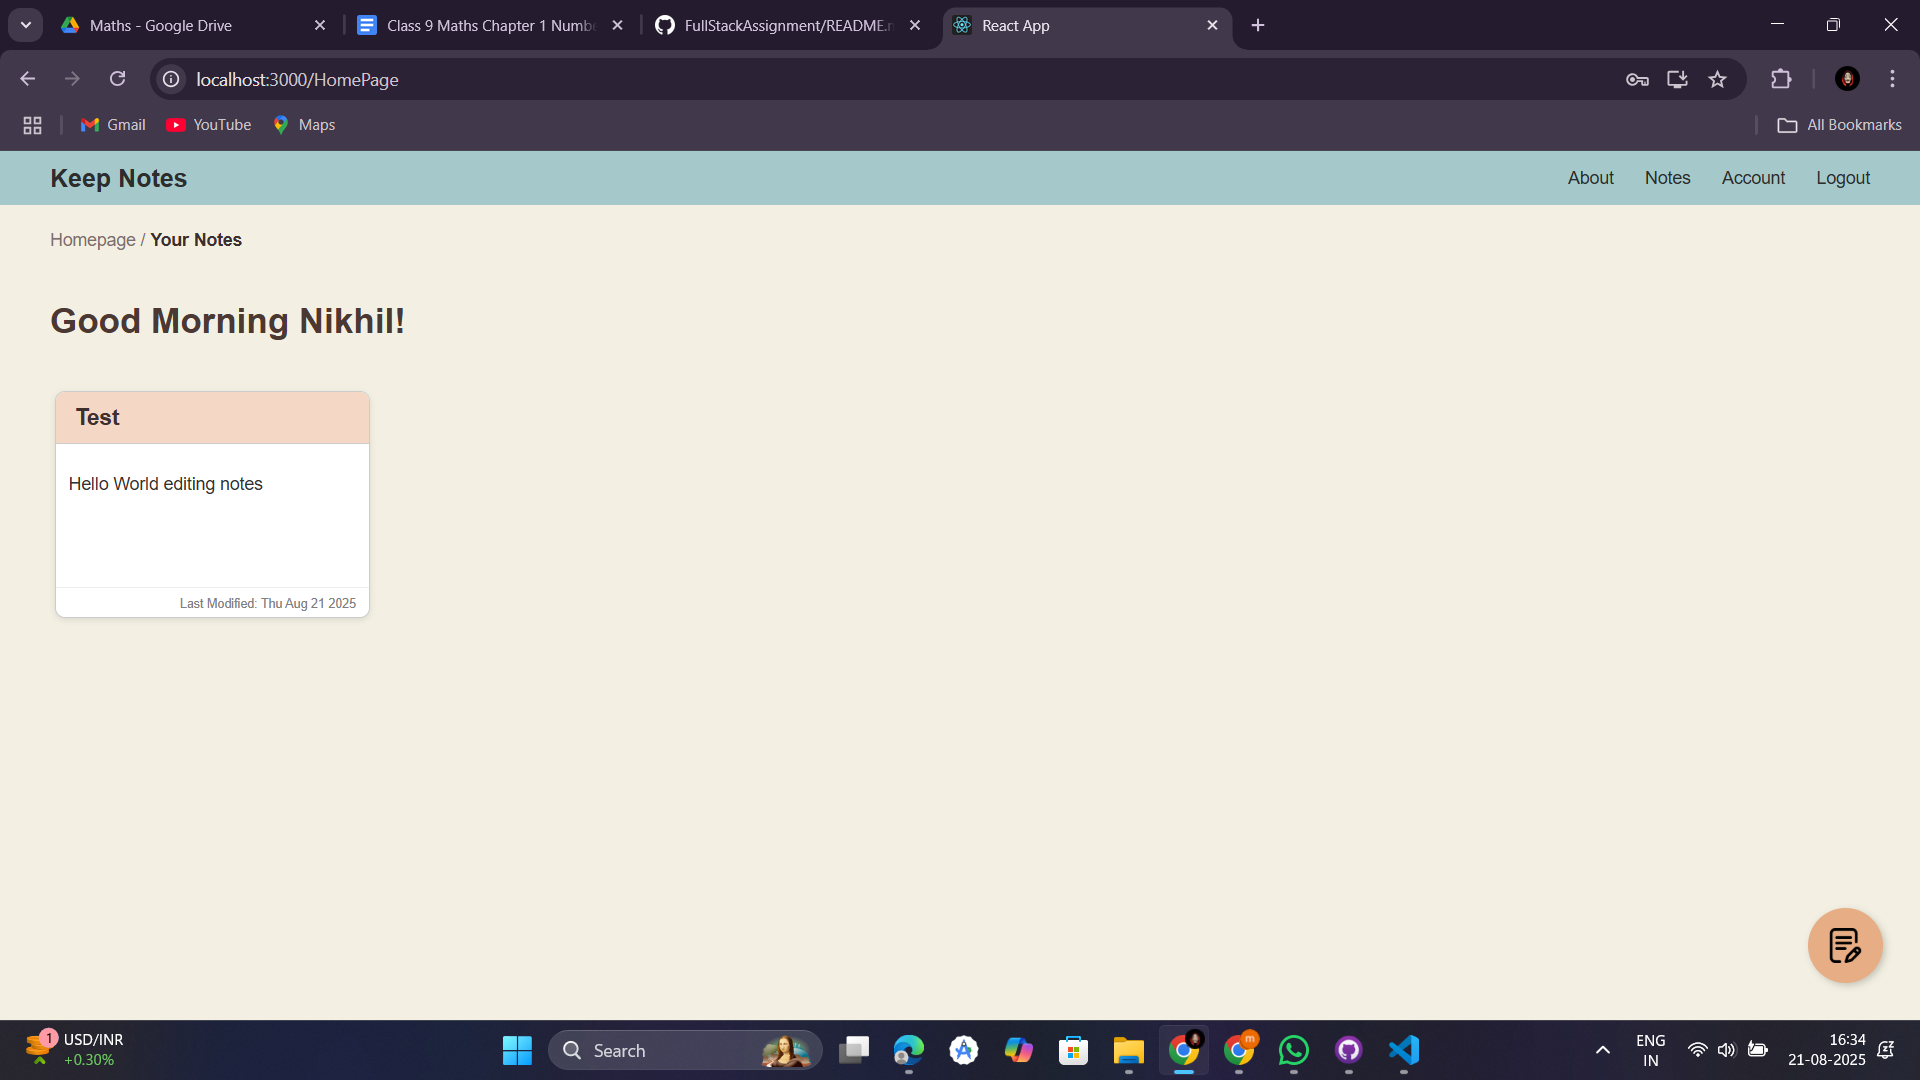 Maths - Google Drive
Class 9 Maths Chapter 1 Numb
FullStackAssignment/README.
React App
localhost:3000/HomePage
Gmail
YouTube
Maps
All Bookmarks
Keep Notes
About
Notes
Account
Logout
Homepage / Your Notes
Good Morning Nikhil!
Test
Hello World editing notes
Last Modified: Thu Aug 21 2025
1
USD/INR
+0.30%
Search
m
ENG
IN
16:34
21-08-2025